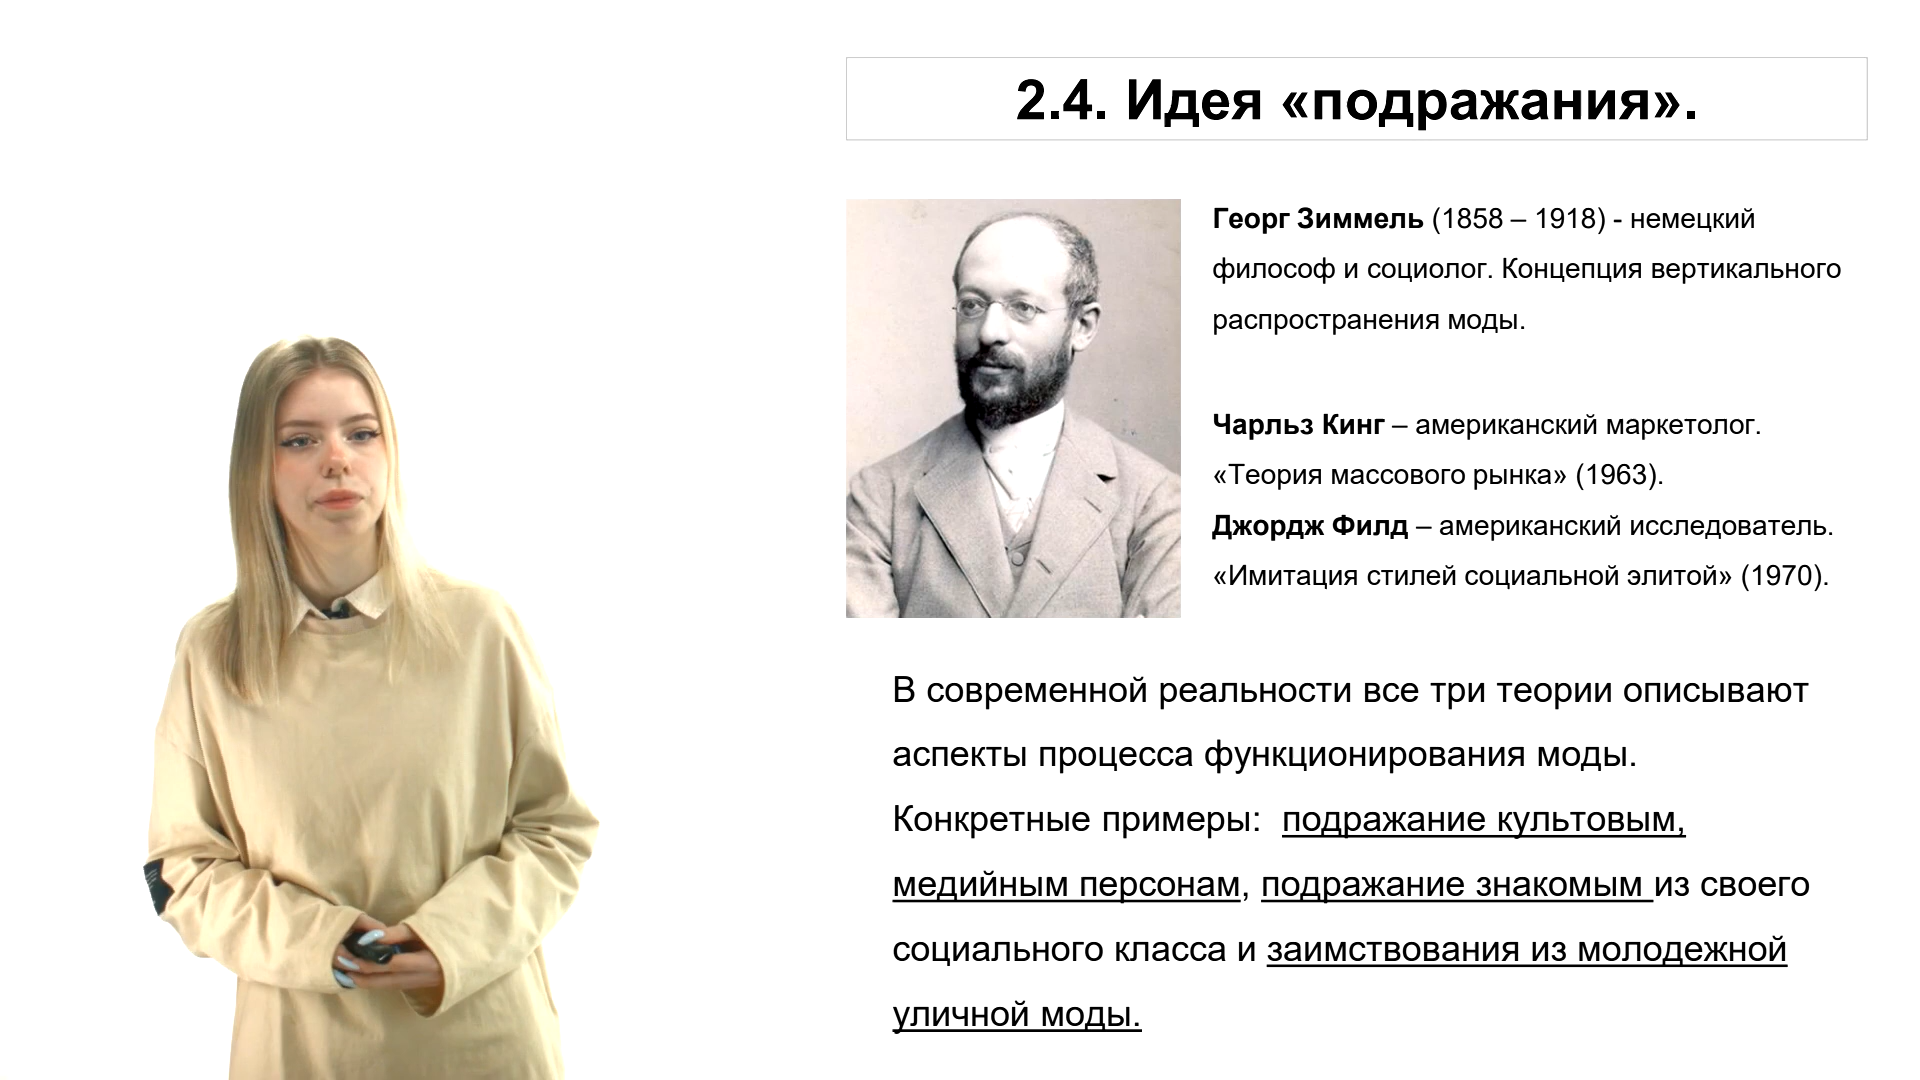 2.4. Идея «подражания».
Георг Зиммель (1858 – 1918) - немецкий
философ и социолог. Концепция вертикального
распространения моды.
Чарльз Кинг – американский маркетолог.
«Теория массового рынка» (1963).
Джордж Филд – американский исследователь.
«Имитация стилей социальной элитой» (1970).
В современной реальности все три теории описывают
аспекты процесса функционирования моды.
Конкретные примеры:  подражание культовым,
медийным персонам, подражание знакомым из своего
социального класса и заимствования из молодежной
уличной моды.